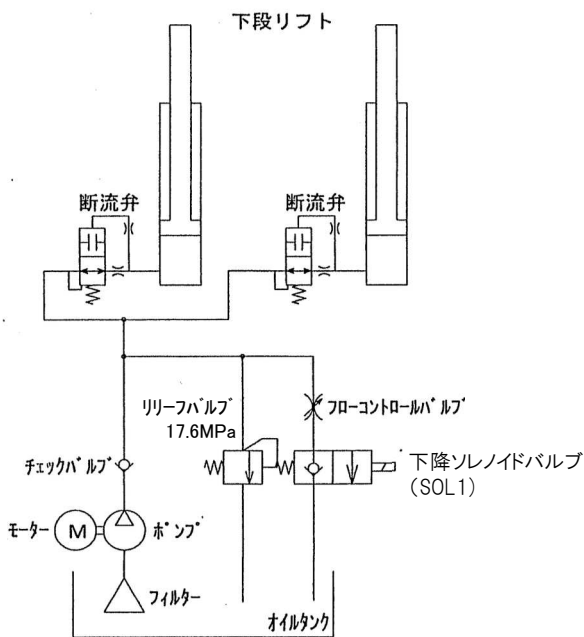 下段リフト
断流弁
断流弁
リリーフバルブ
17.6MPa
フローコントロールバルブ
チェックバルブ
下降ソレノイドバルブ
(SOL1)
モーター
M
ポンプ
フィルター
オイルタンク